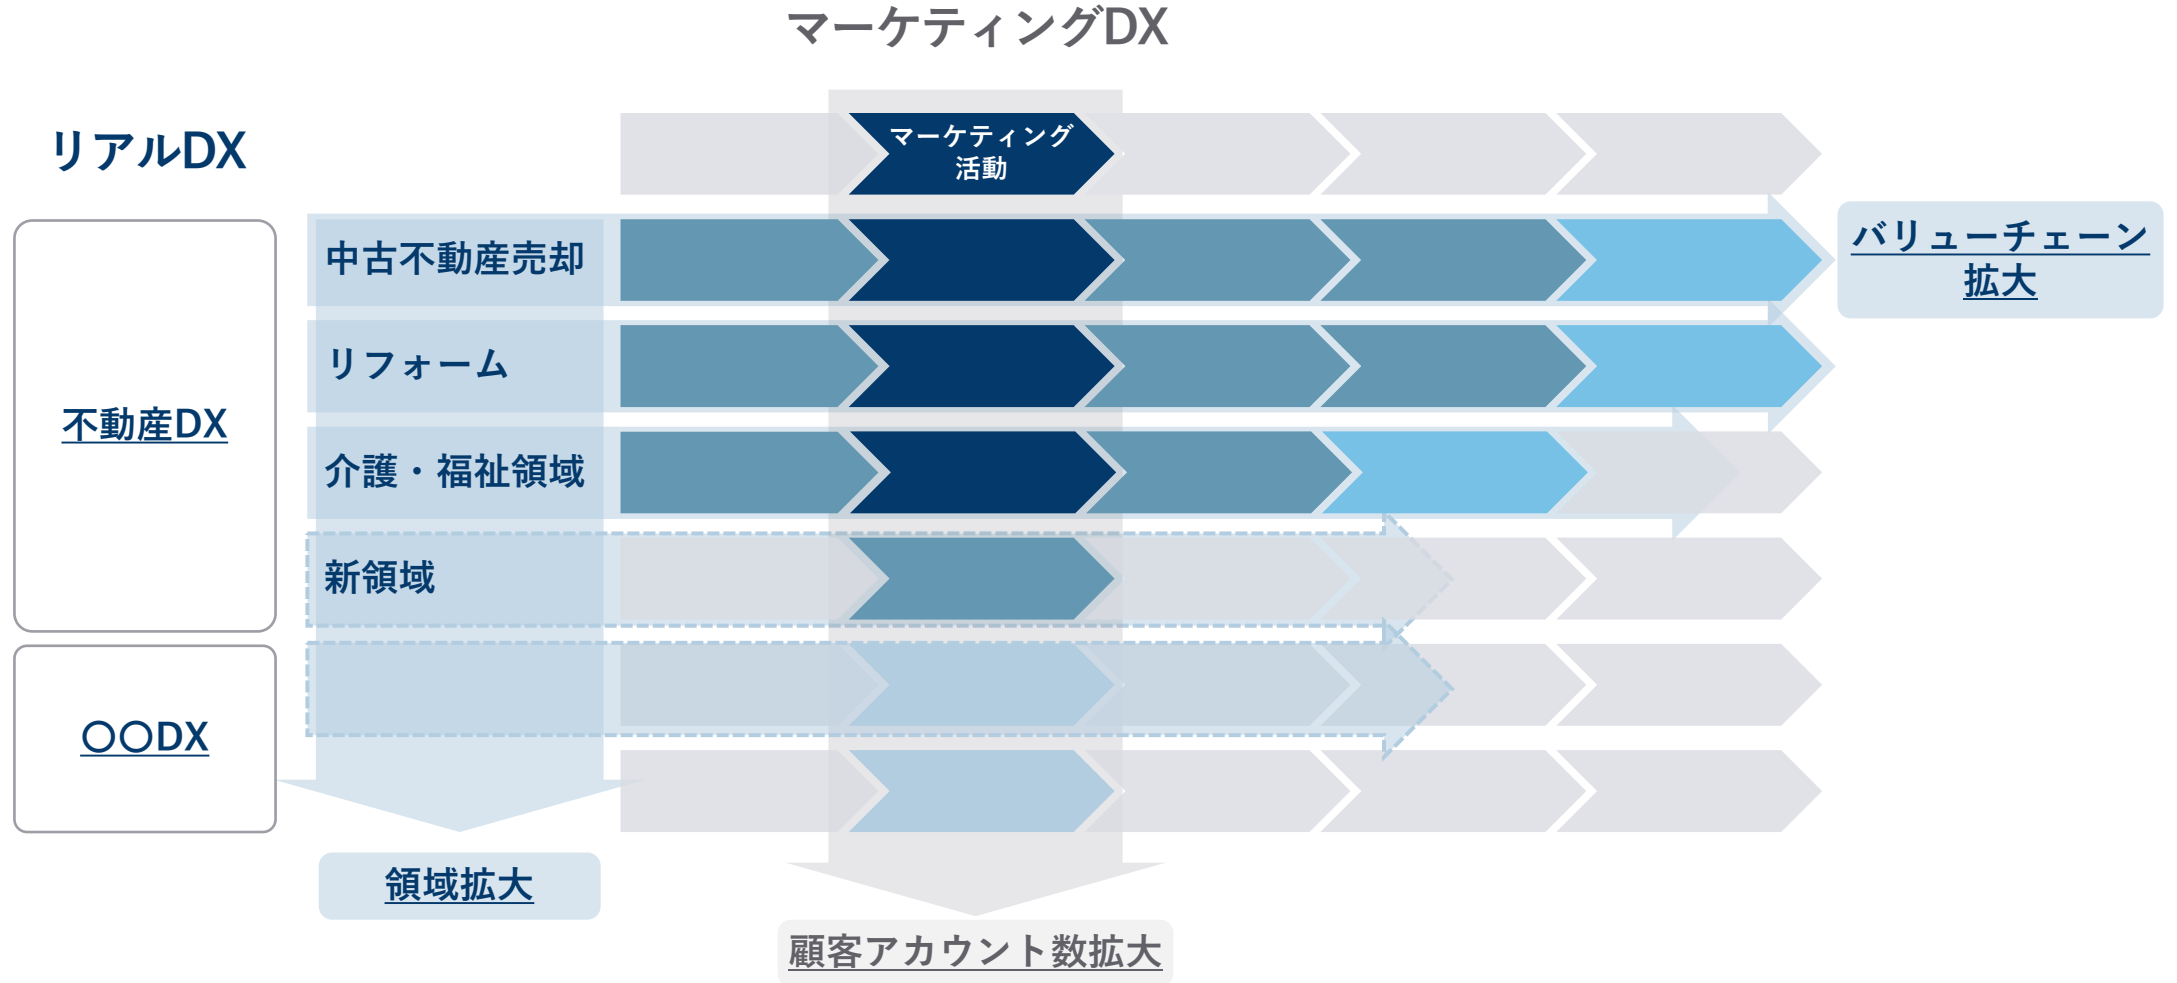 マーケティングDX
リアルDX
マーケティング
活動
中古不動産売却
バリューチェーン
拡大
リフォーム
不動産DX
介護・福祉領域
新領域
〇〇DX
領域拡大
顧客アカウント数拡大